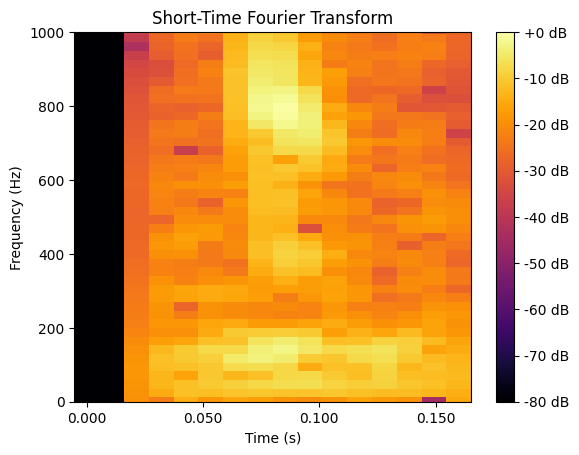 Short-Time Fourier Transform
1000
800
600
400
200
0
Frequency (Hz)
0.000
0.050
0.100
0.150
Time (s)
+0 dB
-10 dB
-20 dB
-30 dB
-40 dB
-50 dB
-60 dB
-70 dB
-80 dB